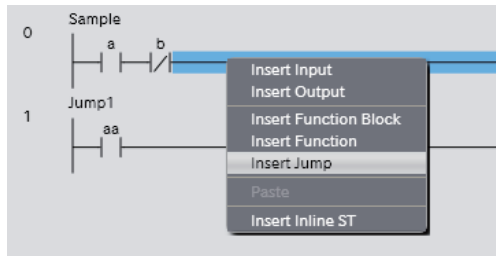 0
Sample
a b
1
Jump1
aa
Insert Input
Insert Output
Insert Function Block
Insert Function
Insert Jump
Paste
Insert Inline ST